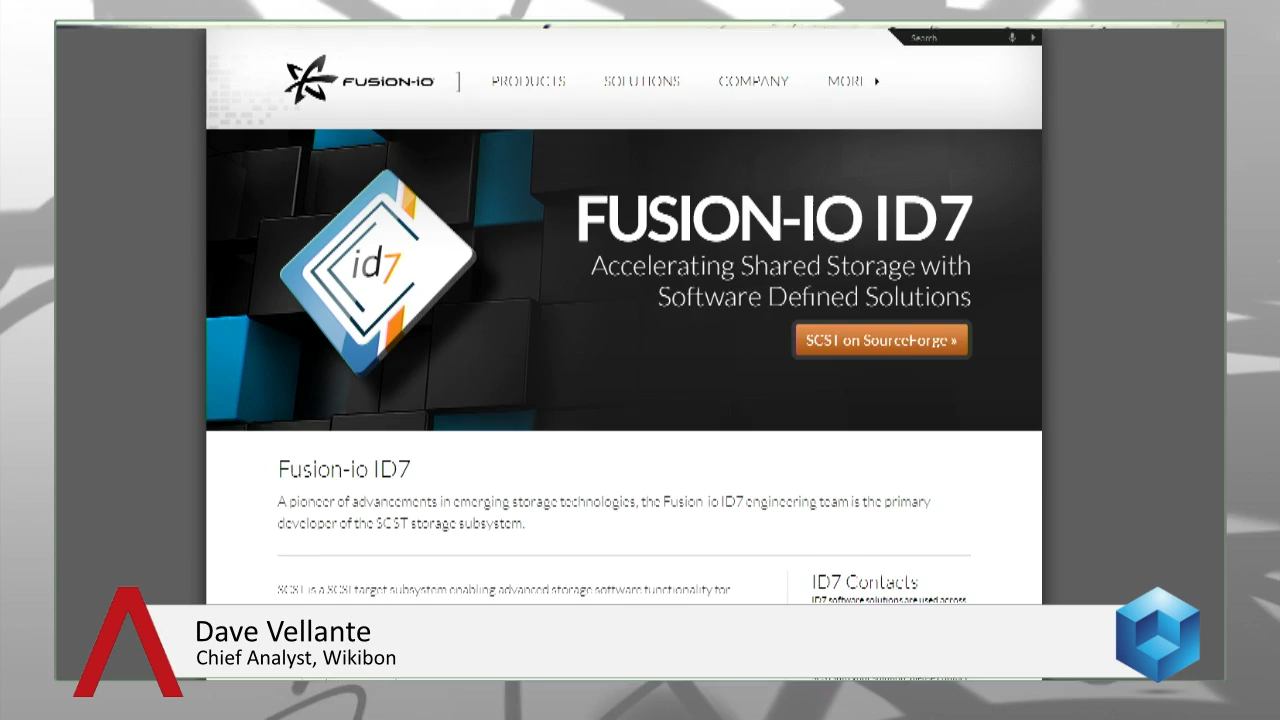 Search
FUSION-IO
PRODUCTS
SOLUTIONS
COMPANY
MORE
id7
FUSION-IO ID7
Accelerating Shared Storage with
Software Defined Solutions
SCST on SourceForge »
Fusion-io ID7
A pioneer of advancements in emerging storage technologies, the Fusion-io ID7 engineering team is the primary
developer of the SCST storage subsystem.
SCST is a SCSI target subsystem enabling advanced storage software functionality for
ID7 Contacts
ID7 software solutions are used across
Dave Vellante
Chief Analyst, Wikibon